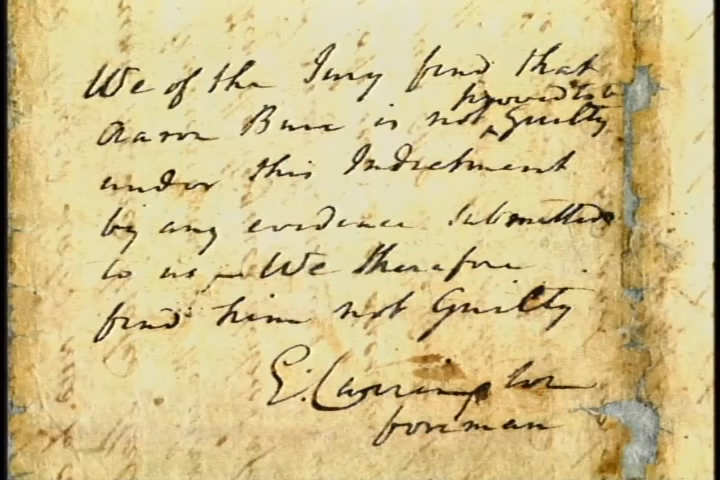 We of the Jury find that
Aaron Burr is not proved to be Guilty
under this Indictment
by any evidence submitted
to us — We therefore
find him not Guilty
E. Carrington
foreman